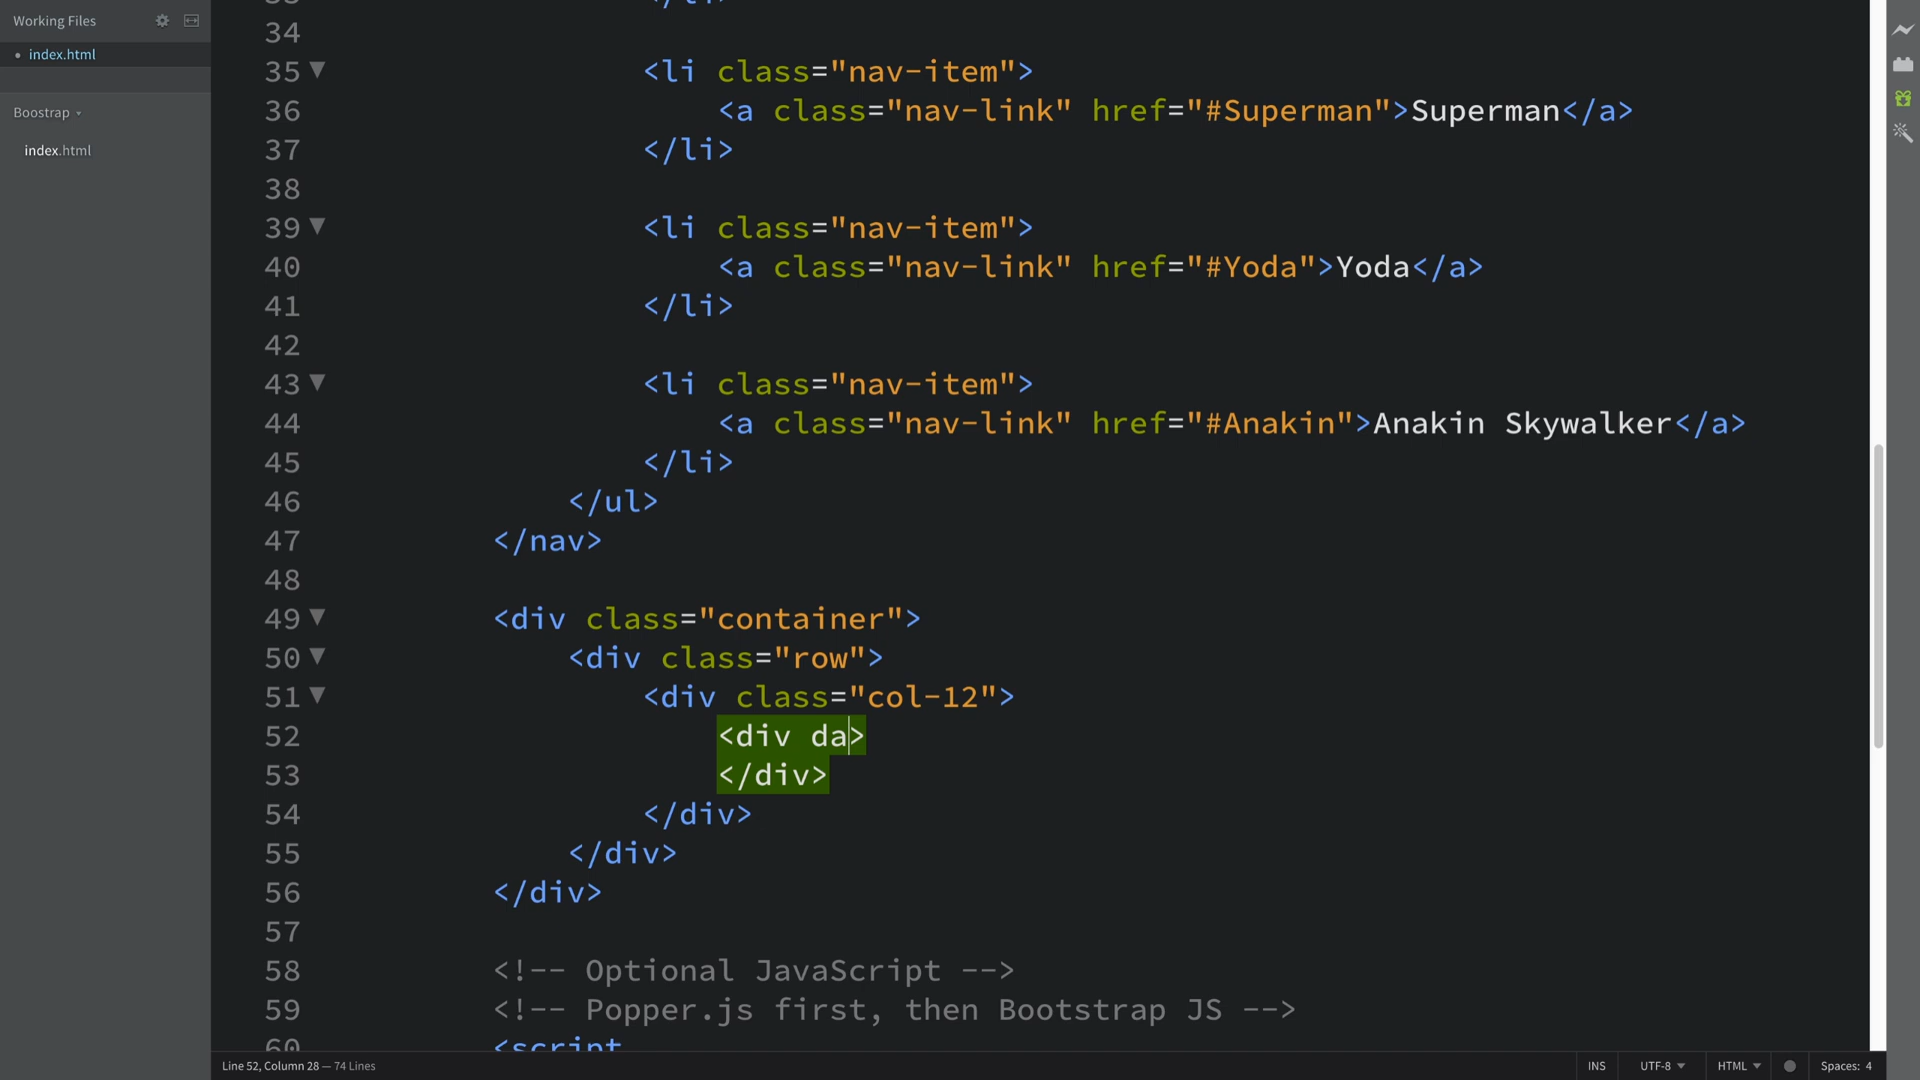 Working Files
index.html
Boostrap
index.html
33 </li>
34
35 <li class="nav-item">
36 <a class="nav-link" href="#Superman">Superman</a>
37 </li>
38
39 <li class="nav-item">
40 <a class="nav-link" href="#Yoda">Yoda</a>
41 </li>
42
43 <li class="nav-item">
44 <a class="nav-link" href="#Anakin">Anakin Skywalker</a>
45 </li>
46 </ul>
47 </nav>
48
49 <div class="container">
50 <div class="row">
51 <div class="col-12">
52 <div da>
53 </div>
54 </div>
55 </div>
56 </div>
57
58 <!-- Optional JavaScript -->
59 <!-- Popper.js first, then Bootstrap JS -->
60 <script
Line 52, Column 28 — 74 Lines
INS UTF-8 HTML Spaces: 4